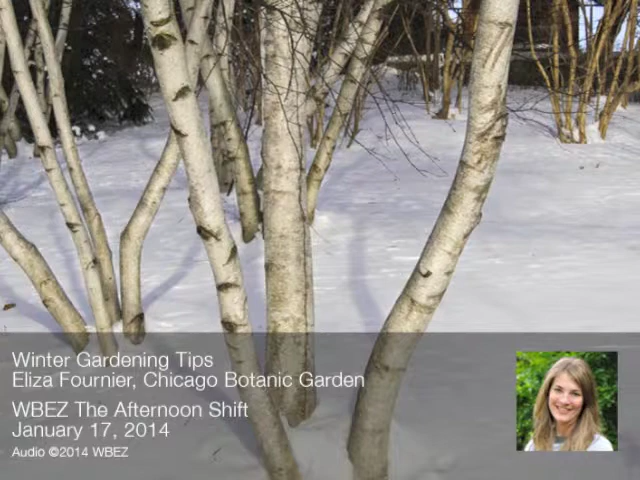 Winter Gardening Tips
Eliza Fournier, Chicago Botanic Garden
WBEZ The Afternoon Shift
January 17, 2014
Audio ©2014 WBEZ